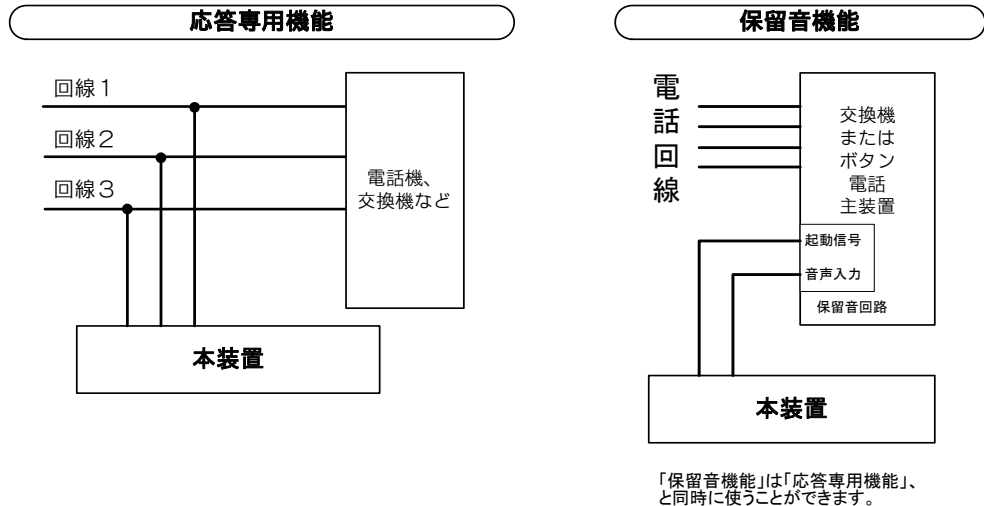 応答専用機能
回線1
回線2
回線3
電話機、
交換機など
本装置
保留音機能
電話回線
交換機
または
ボタン
電話
主装置
起動信号
音声入力
保留音回路
本装置
「保留音機能」は「応答専用機能」、
と同時に使うことができます。